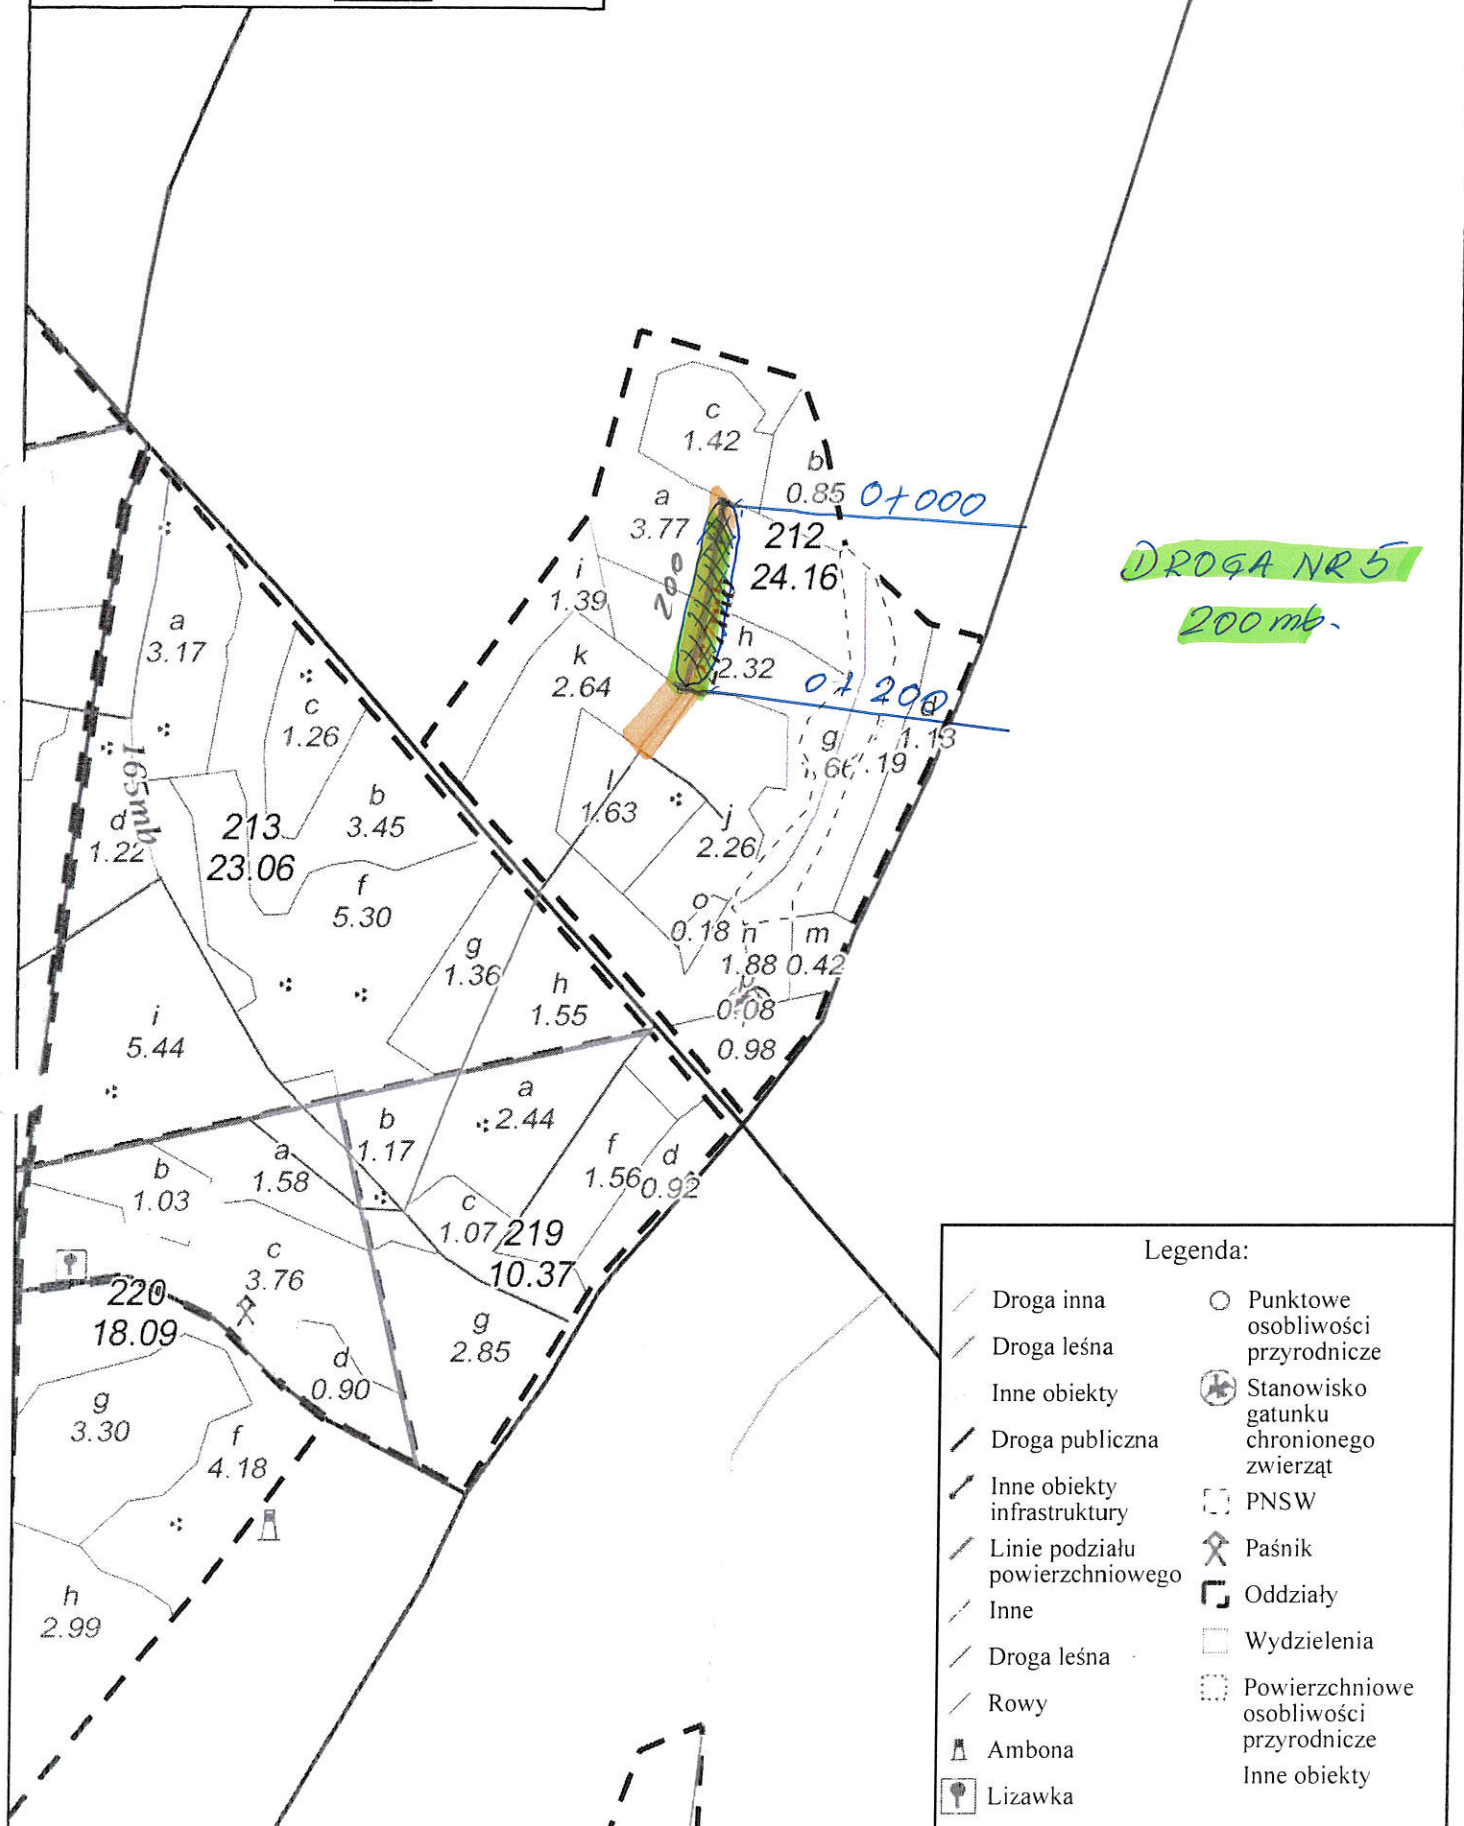 c
1.42
b
0.85
0+000
a
3.77
212
24.16
DROGA NR 5
200 mb.
200
i
1.39
h
2.32
k
2.64
0+200
d
1.13
g
.19
l
1.63
j
2.26
o
0.18
n
1.88
m
0.42
0.08
0.98
a
3.17
c
1.26
165mb
b
3.45
d
1.22
213
23.06
f
5.30
g
1.36
h
1.55
i
5.44
a
2.44
b
1.17
f
1.56
d
0.92
a
1.58
b
1.03
c
1.07
219
10.37
c
3.76
220
18.09
g
2.85
d
0.90
g
3.30
f
4.18
h
2.99
Legenda:
Droga inna
Droga leśna
Inne obiekty
Droga publiczna
Inne obiekty
infrastruktury
Linie podziału
powierzchniowego
Inne
Droga leśna
Rowy
Ambona
Lizawka
Punktowe
osobliwości
przyrodnicze
Stanowisko
gatunku
chronionego
zwierząt
PNSW
Paśnik
Oddziały
Wydzielenia
Powierzchniowe
osobliwości
przyrodnicze
Inne obiekty